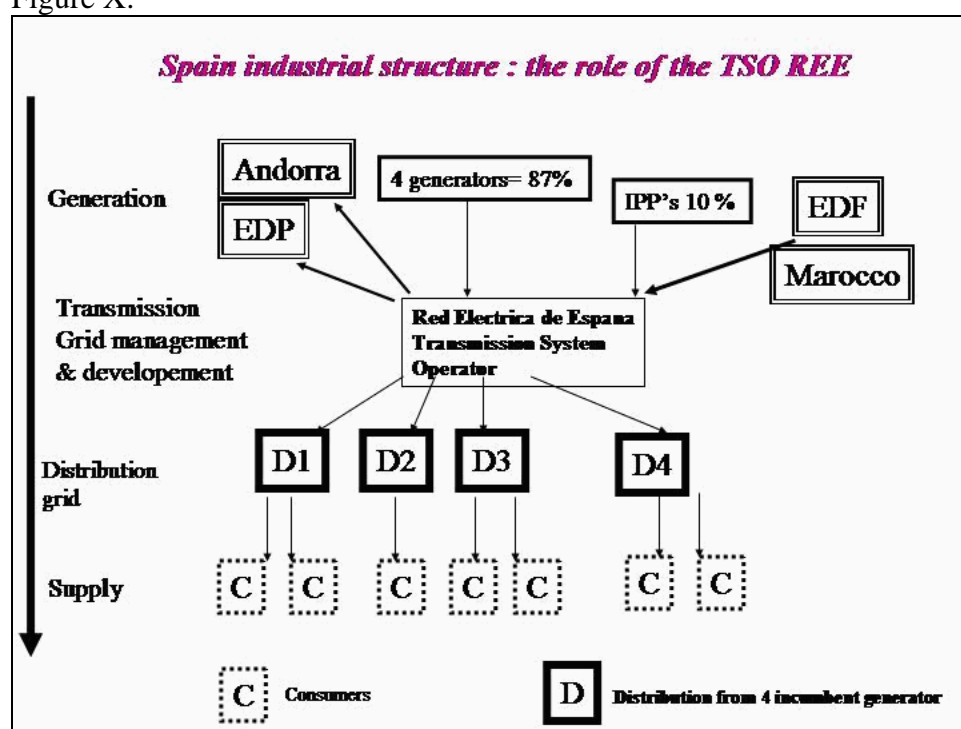 Figure X:
Spain industrial structure : the role of the TSO REE
Andorra
4 generators= 87%
Generation
IPP's 10 %
EDF
EDP
Marocco
Transmission
Grid management
& developement
Red Electrica de Espana
Transmission System
Operator
D1
D2
D3
D4
Distribution
grid
Supply
C
C
C
C
C
C
C
C
Consumers
D
Distribution from 4 incumbent generator